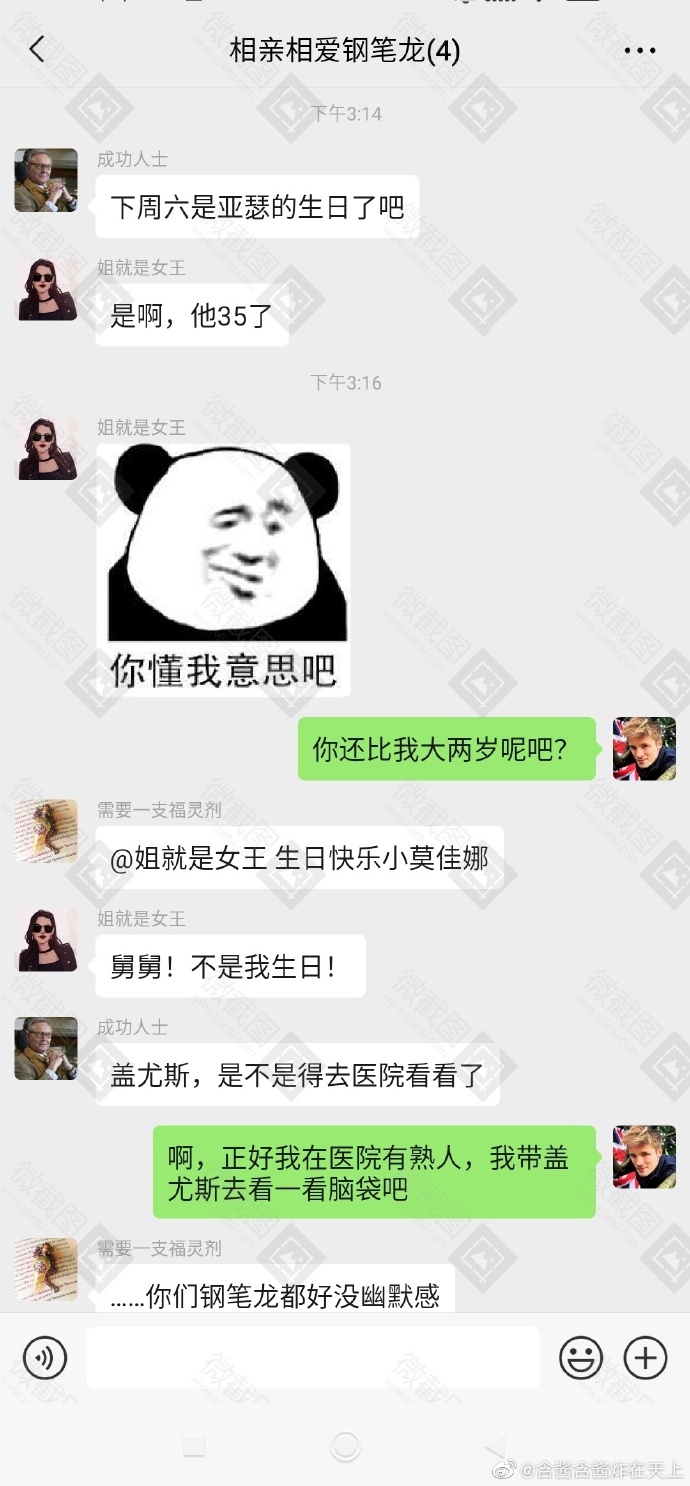 相亲相爱钢笔龙(4)
下午3:14
成功人士
下周六是亚瑟的生日了吧
姐就是女王
是啊，他35了
下午3:16
姐就是女王
你懂我意思吧
你还比我大两岁呢吧？
需要一支福灵剂
@姐就是女王 生日快乐小莫佳娜
姐就是女王
舅舅！不是我生日！
成功人士
盖尤斯，是不是得去医院看看了
啊，正好我在医院有熟人，我带盖
尤斯去看一看脑袋吧
需要一支福灵剂
……你们钢笔龙都好没幽默感
@含酱含酱炸在天上
微截图